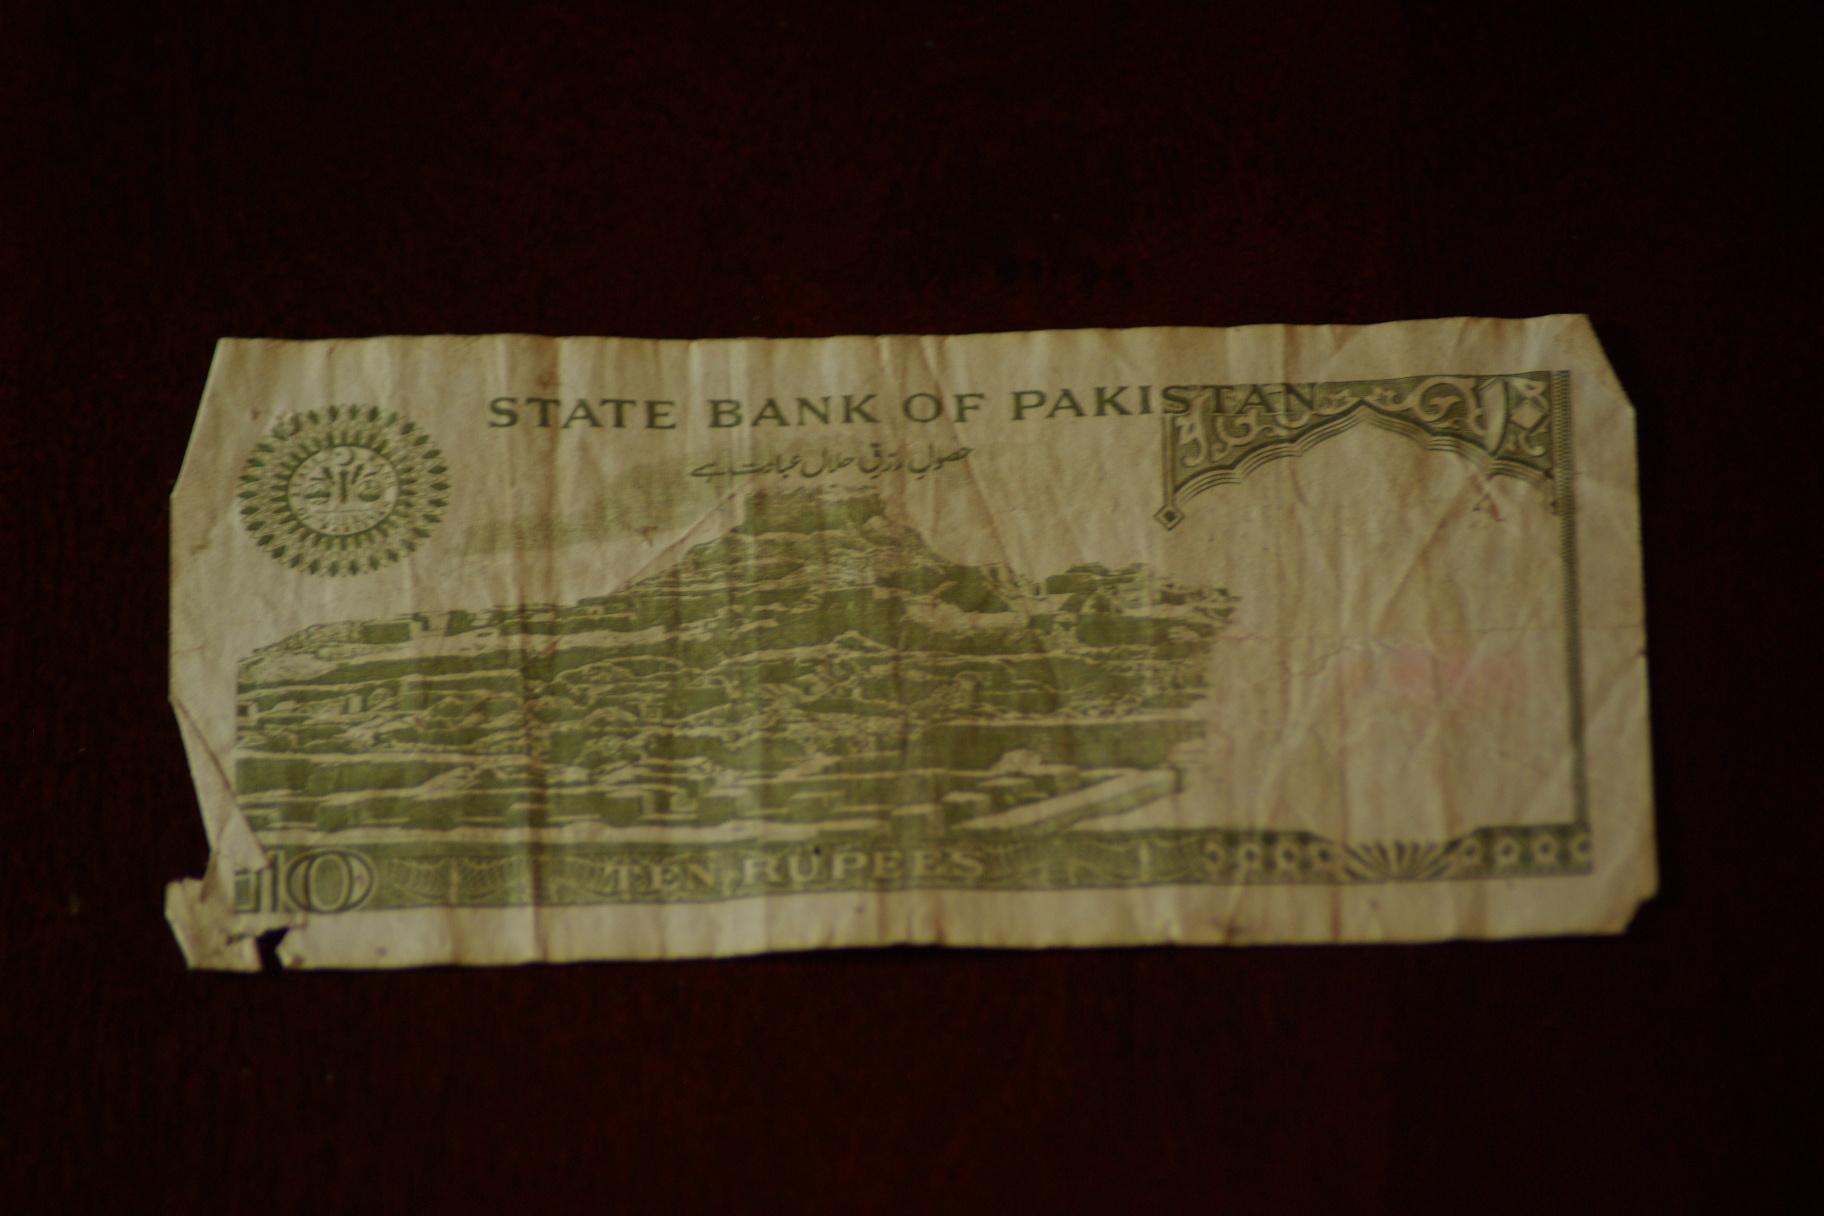 STATE BANK OF PAKISTAN
حصولِ رزقِ حلال عبادت ہے
10
TEN RUPEES